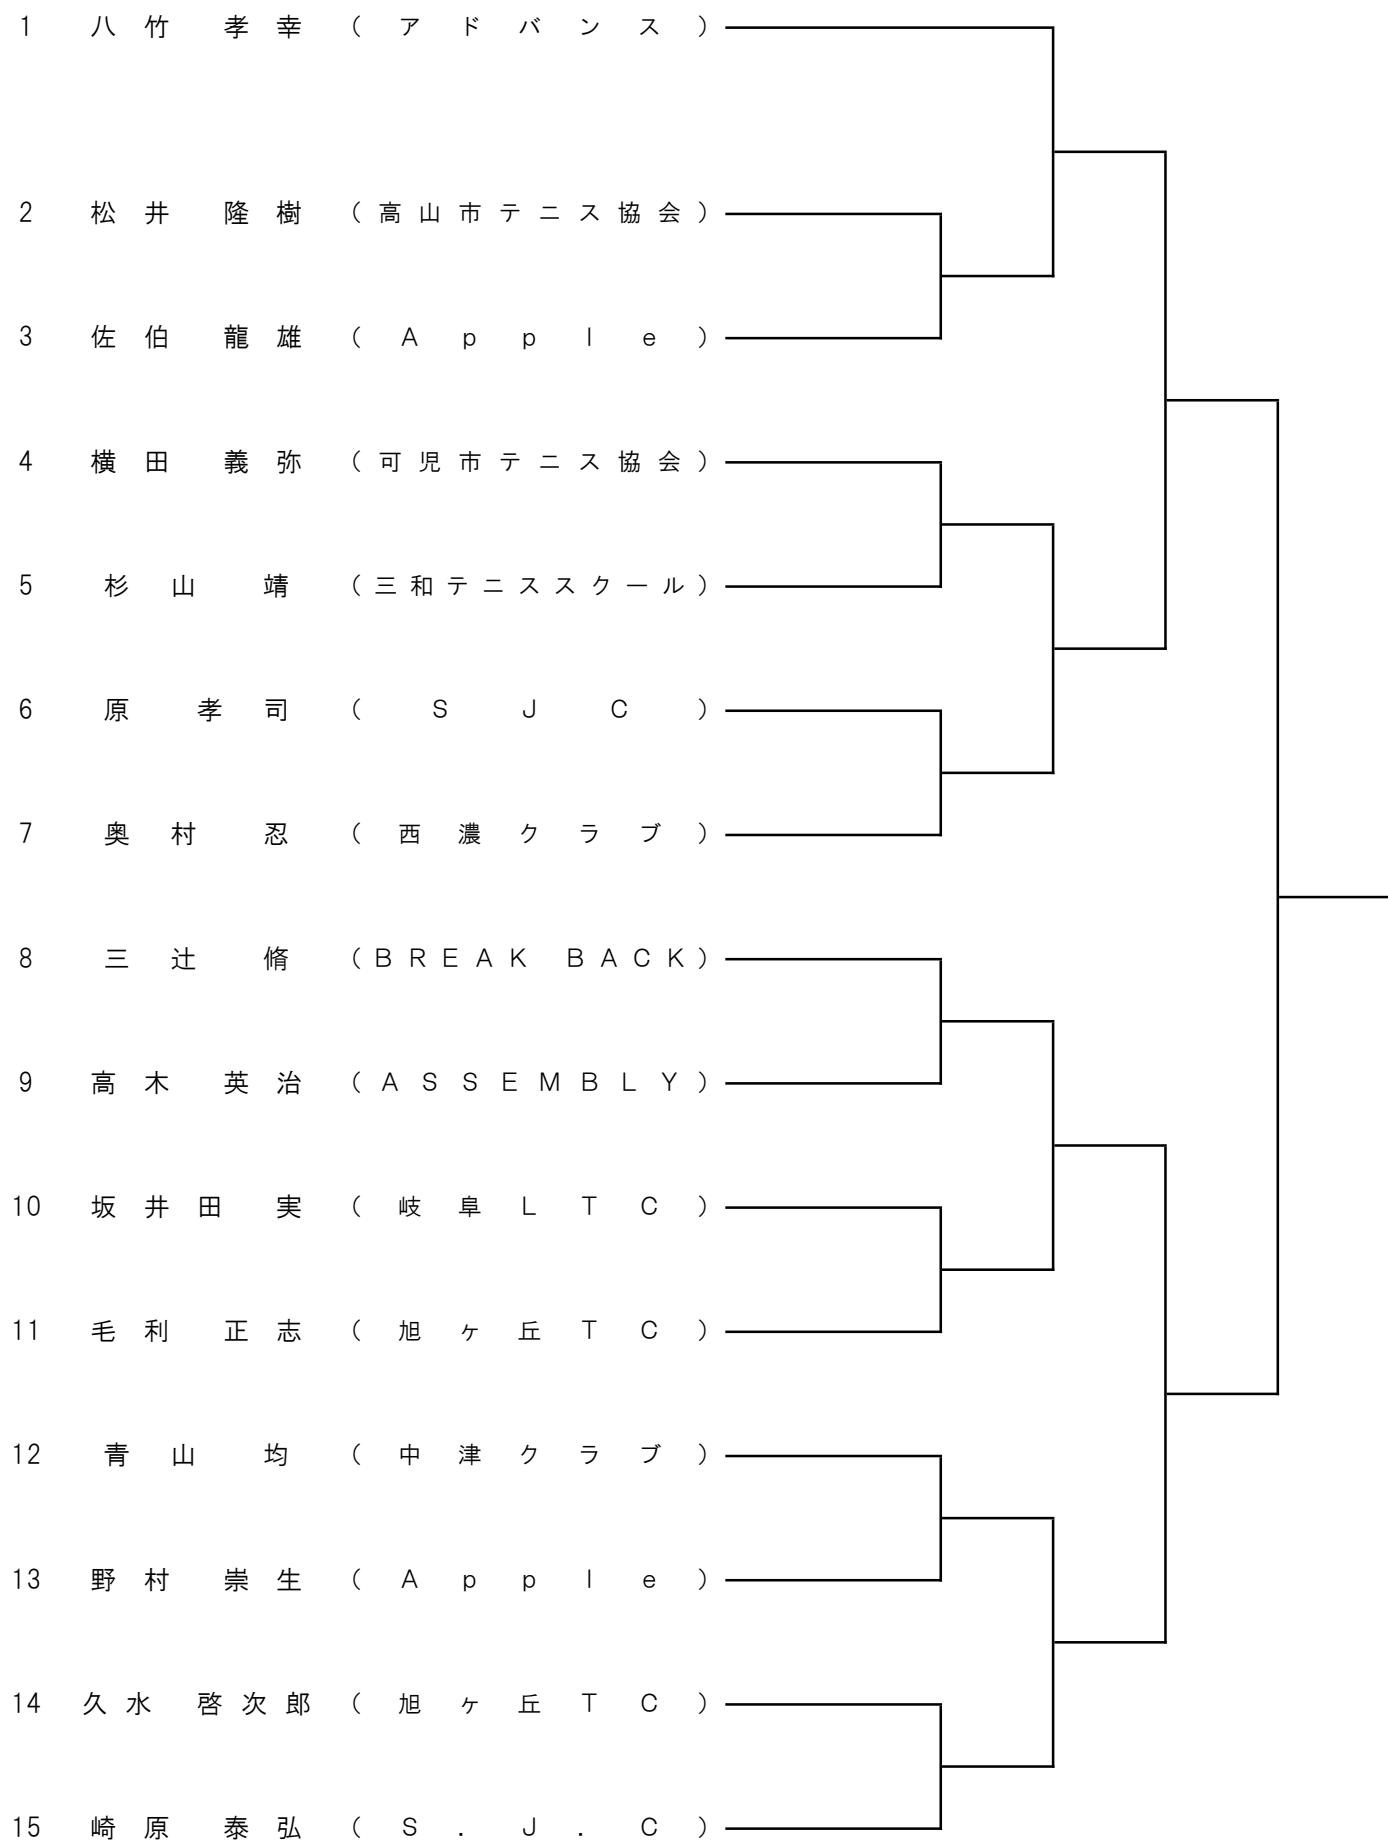 1 八竹 孝幸 （アドバンス）
2 松井 隆樹 （高山市テニス協会）
3 佐伯 龍雄 （Apple）
4 横田 義弥 （可児市テニス協会）
5 杉山 靖 （三和テニススクール）
6 原 孝司 （SJC）
7 奥村 忍 （西濃クラブ）
8 三辻 脩 （BREAK BACK）
9 高木 英治 （ASSEMBLY）
10 坂井田 実 （岐阜LTC）
11 毛利 正志 （旭ヶ丘TC）
12 青山 均 （中津クラブ）
13 野村 崇生 （Apple）
14 久水 啓次郎 （旭ヶ丘TC）
15 崎原 泰弘 （S.J.C）